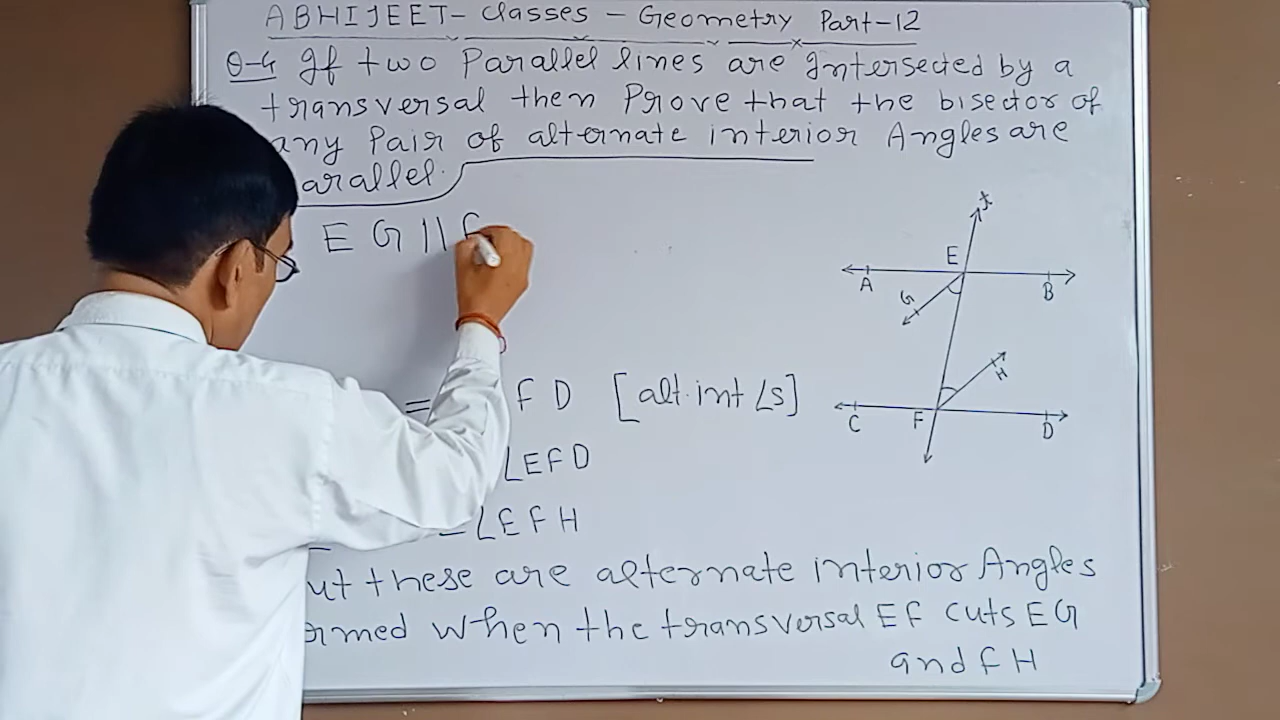 ABHIJEET - Classes - Geometry Part-12
Q-4 If two Parallel lines are Intersected by a
transversal then Prove that the bisector of
any Pair of alternate interior Angles are
arallel.
EG ||
= FD [alt. int ∠s]
∠EFD
= ∠EFH
ut these are alternate interior Angles
ormed when the transversal EF cuts EG
and FH
t
E
A
B
G
H
C
F
D